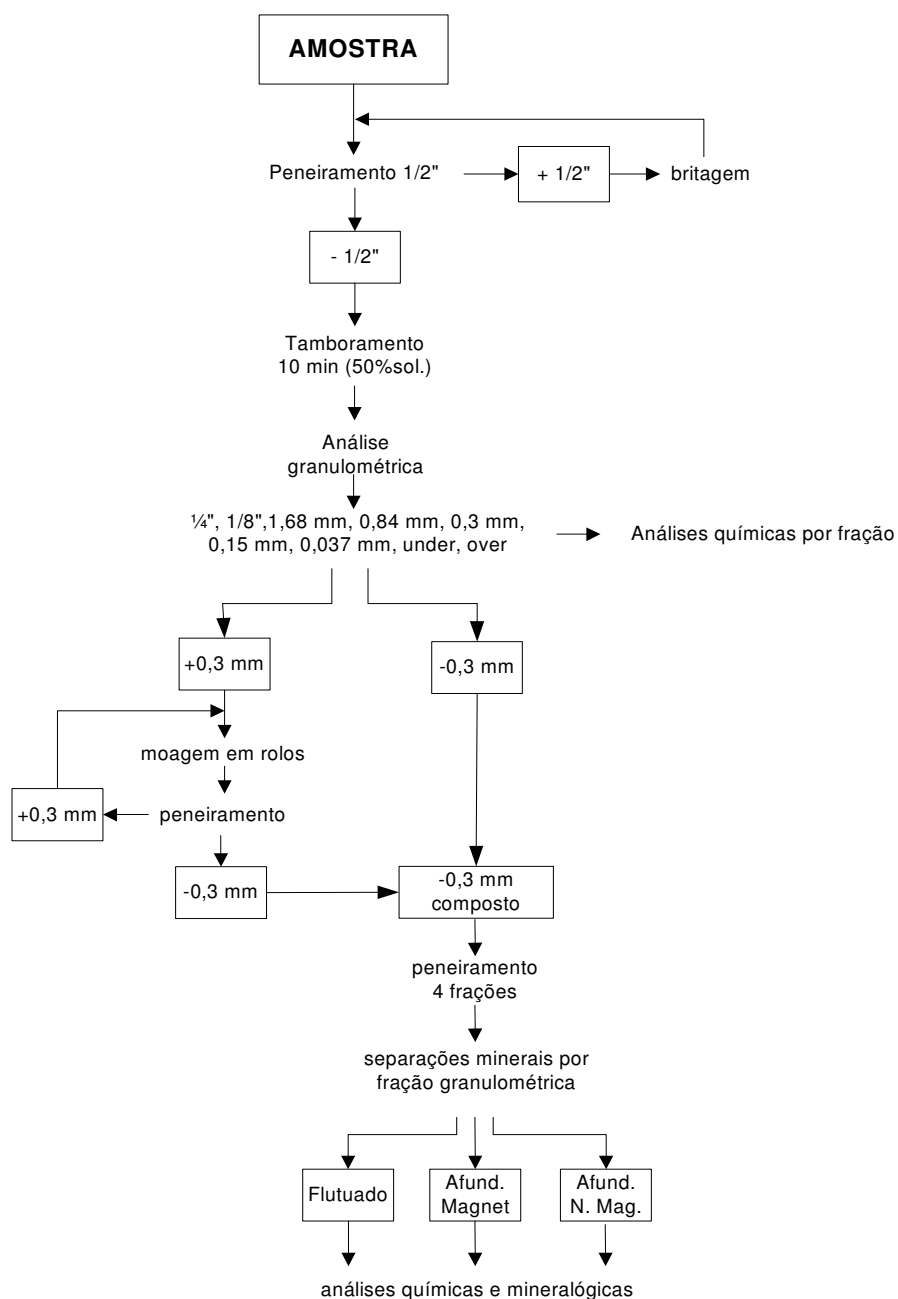 AMOSTRA
Peneiramento 1/2"
+ 1/2"
britagem
- 1/2"
Tamboramento
10 min (50%sol.)
Análise
granulométrica
¼", 1/8",1,68 mm, 0,84 mm, 0,3 mm,
0,15 mm, 0,037 mm, under, over
Análises químicas por fração
+0,3 mm
-0,3 mm
moagem em rolos
+0,3 mm
peneiramento
-0,3 mm
-0,3 mm
composto
peneiramento
4 frações
separações minerais por
fração granulométrica
Flutuado
Afund.
Magnet
Afund.
N. Mag.
análises químicas e mineralógicas